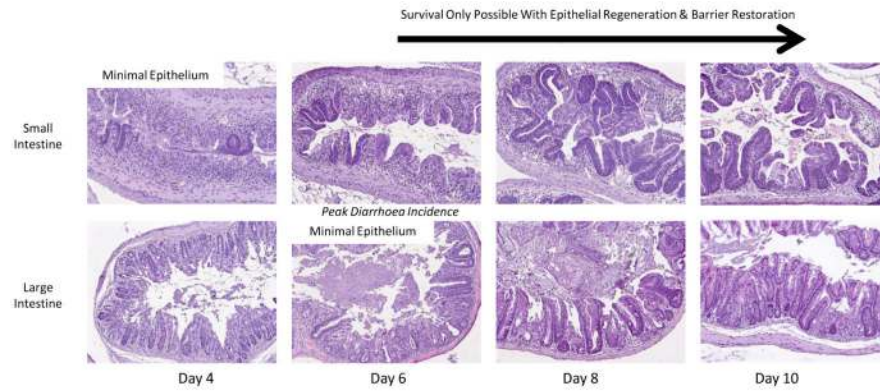 Survival Only Possible With Epithelial Regeneration & Barrier Restoration
Minimal Epithelium
Small
Intestine
Peak Diarrhoea Incidence
Minimal Epithelium
Large
Intestine
Day 4
Day 6
Day 8
Day 10